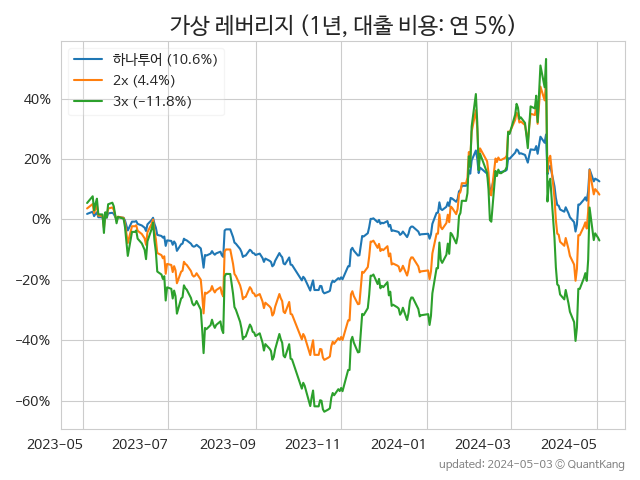 가상 레버리지 (1년, 대출 비용: 연 5%)
하나투어 (10.6%)
2x (4.4%)
3x (−11.8%)
40%
20%
0%
−20%
−40%
−60%
2023-05 2023-07 2023-09 2023-11 2024-01 2024-03 2024-05
updated: 2024-05-03 © QuantKang